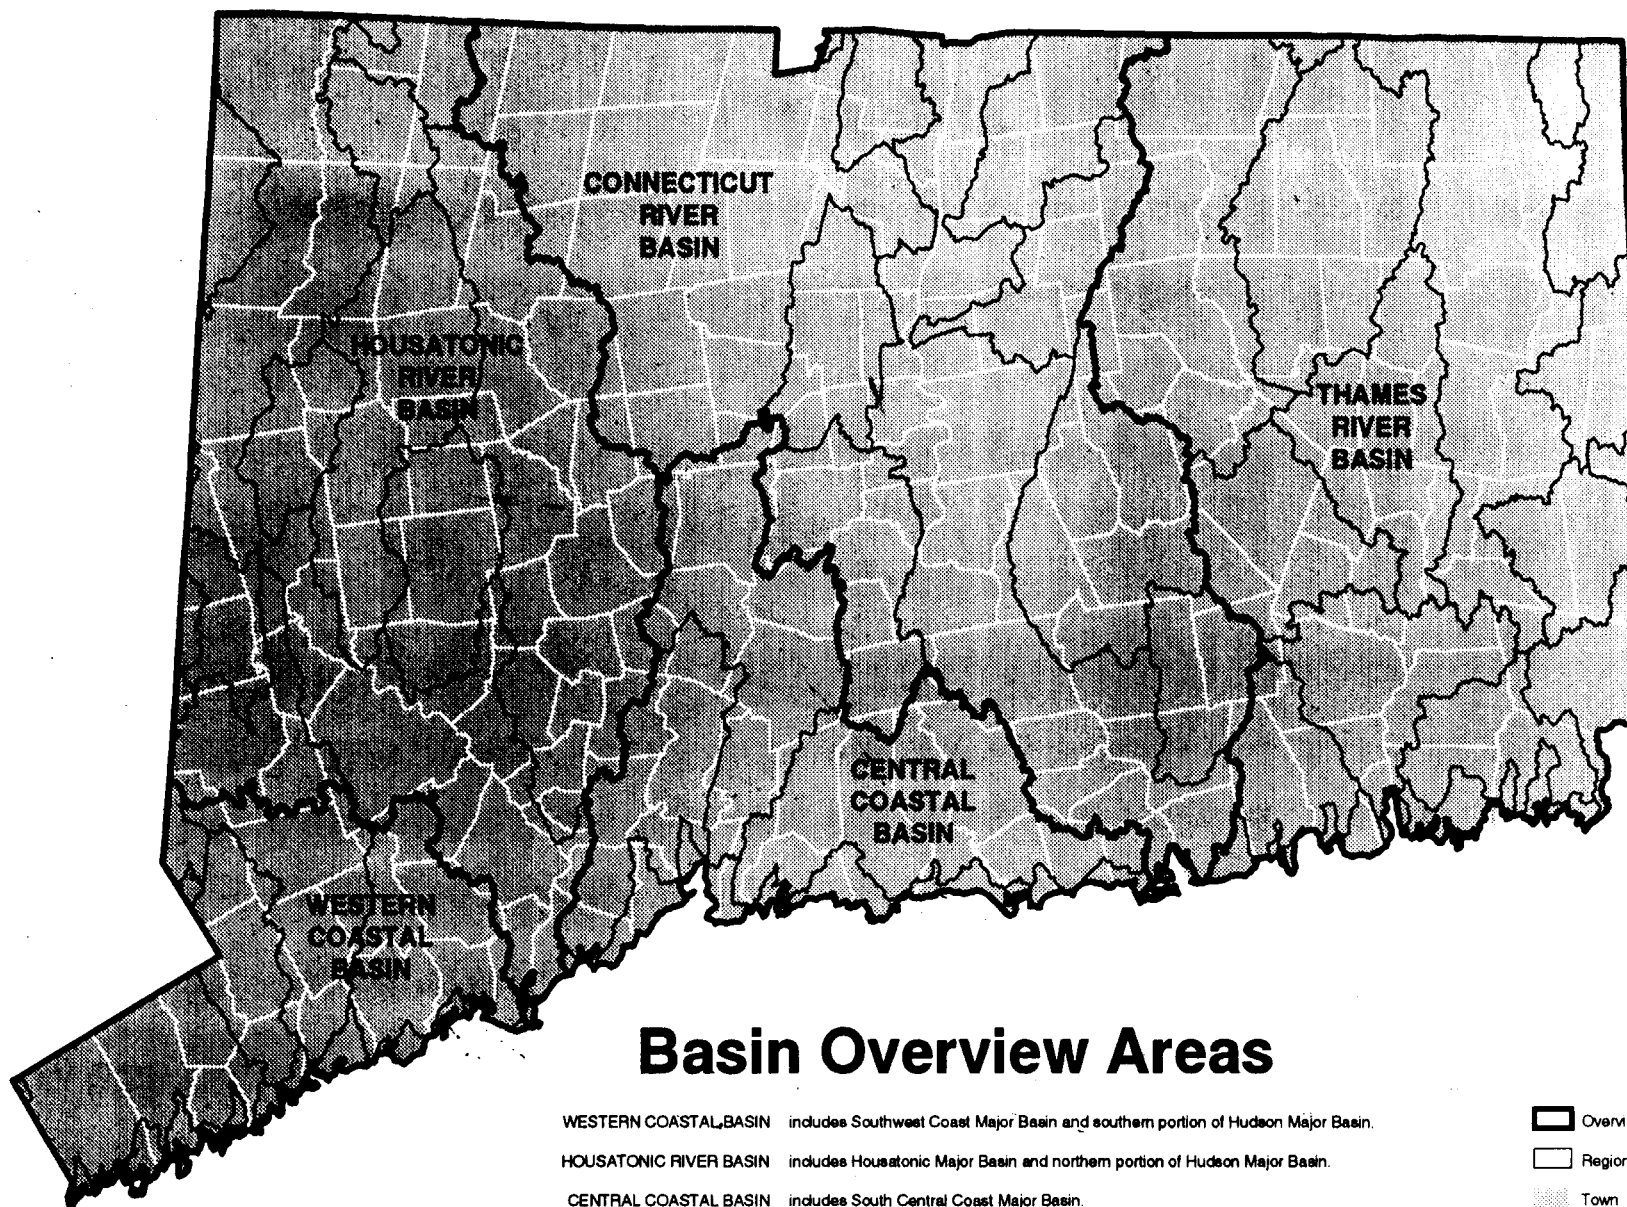 CONNECTICUT
RIVER
BASIN
HOUSATONIC
RIVER
BASIN
THAMES
RIVER
BASIN
CENTRAL
COASTAL
BASIN
WESTERN
COASTAL
BASIN
Basin Overview Areas
WESTERN COASTAL BASIN includes Southwest Coast Major Basin and southern portion of Hudson Major Basin.
Overvi
HOUSATONIC RIVER BASIN includes Housatonic Major Basin and northern portion of Hudson Major Basin.
Region
CENTRAL COASTAL BASIN includes South Central Coast Major Basin.
Town